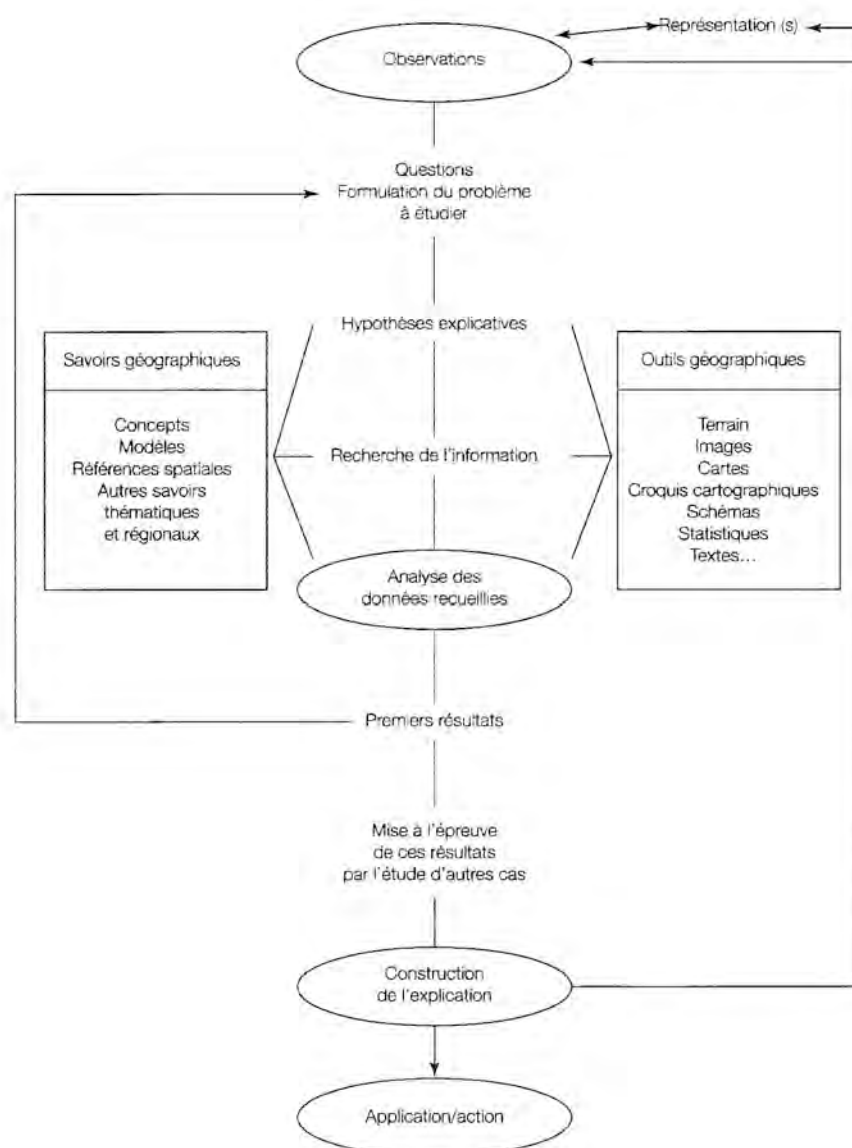 Représentation (s)
Observations
Questions
Formulation du problème
à étudier
Hypothèses explicatives
Savoirs géographiques
Concepts
Modèles
Références spatiales
Autres savoirs
thématiques
et régionaux
Recherche de l'information
Outils géographiques
Terrain
Images
Cartes
Croquis cartographiques
Schémas
Statistiques
Textes...
Analyse des
données recueillies
Premiers résultats
Mise à l'épreuve
de ces résultats
par l'étude d'autres cas
Construction
de l'explication
Application/action